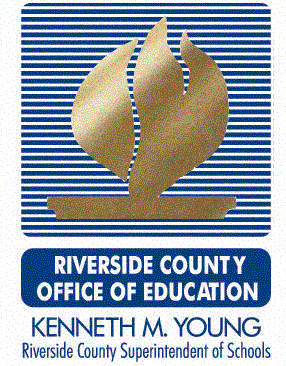 RIVERSIDE COUNTY
OFFICE OF EDUCATION
KENNETH M. YOUNG
Riverside County Superintendent of Schools